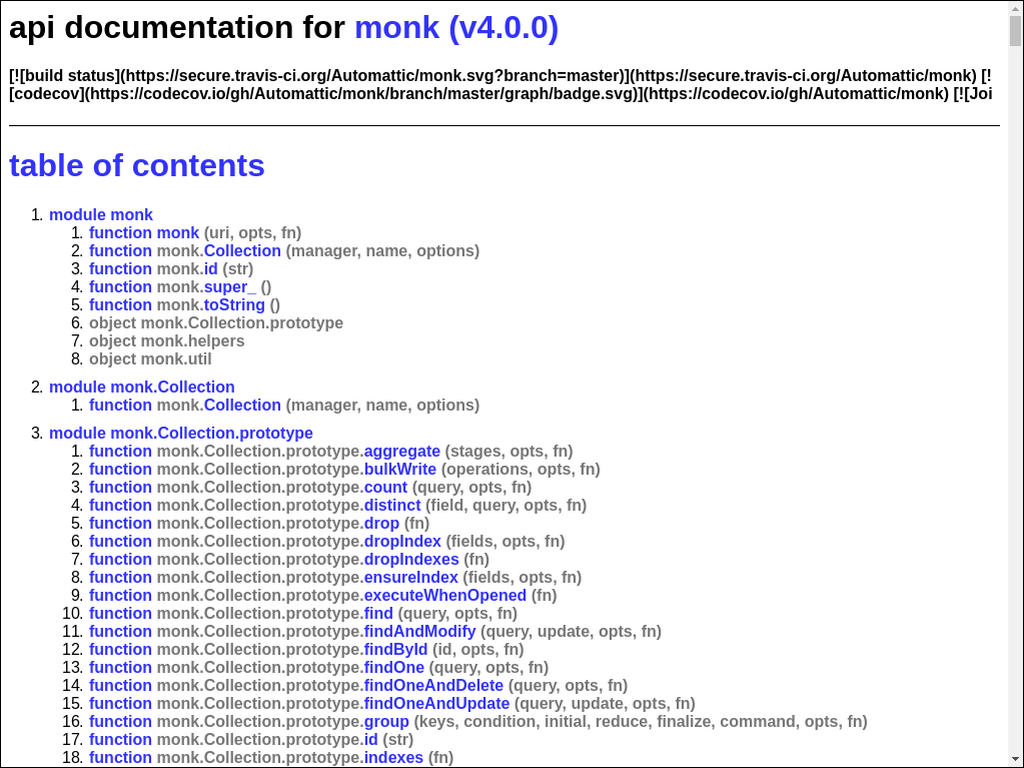 api documentation for monk (v4.0.0)
[![build status](https://secure.travis-ci.org/Automattic/monk.svg?branch=master)](https://secure.travis-ci.org/Automattic/monk) [!
[codecov](https://codecov.io/gh/Automattic/monk/branch/master/graph/badge.svg)](https://codecov.io/gh/Automattic/monk) [![Joi
table of contents
1. module monk
1. function monk (uri, opts, fn)
2. function monk.Collection (manager, name, options)
3. function monk.id (str)
4. function monk.super_ ()
5. function monk.toString ()
6. object monk.Collection.prototype
7. object monk.helpers
8. object monk.util
2. module monk.Collection
1. function monk.Collection (manager, name, options)
3. module monk.Collection.prototype
1. function monk.Collection.prototype.aggregate (stages, opts, fn)
2. function monk.Collection.prototype.bulkWrite (operations, opts, fn)
3. function monk.Collection.prototype.count (query, opts, fn)
4. function monk.Collection.prototype.distinct (field, query, opts, fn)
5. function monk.Collection.prototype.drop (fn)
6. function monk.Collection.prototype.dropIndex (fields, opts, fn)
7. function monk.Collection.prototype.dropIndexes (fn)
8. function monk.Collection.prototype.ensureIndex (fields, opts, fn)
9. function monk.Collection.prototype.executeWhenOpened (fn)
10. function monk.Collection.prototype.find (query, opts, fn)
11. function monk.Collection.prototype.findAndModify (query, update, opts, fn)
12. function monk.Collection.prototype.findById (id, opts, fn)
13. function monk.Collection.prototype.findOne (query, opts, fn)
14. function monk.Collection.prototype.findOneAndDelete (query, opts, fn)
15. function monk.Collection.prototype.findOneAndUpdate (query, update, opts, fn)
16. function monk.Collection.prototype.group (keys, condition, initial, reduce, finalize, command, opts, fn)
17. function monk.Collection.prototype.id (str)
18. function monk.Collection.prototype.indexes (fn)